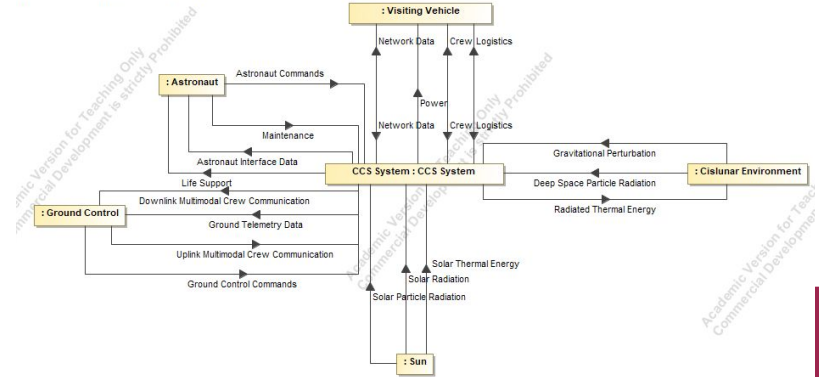 : Visiting Vehicle
Network Data
Crew Logistics
Astronaut Commands
: Astronaut
Power
Maintenance
Network Data
Crew Logistics
Gravitational Perturbation
Astronaut Interface Data
CCS System : CCS System
: Cislunar Environment
Life Support
Deep Space Particle Radiation
Downlink Multimodal Crew Communication
Radiated Thermal Energy
: Ground Control
Ground Telemetry Data
Uplink Multimodal Crew Communication
Solar Thermal Energy
Solar Radiation
Ground Control Commands
Solar Particle Radiation
: Sun
Academic Version for Teaching Only
Commercial Development is strictly Prohibited